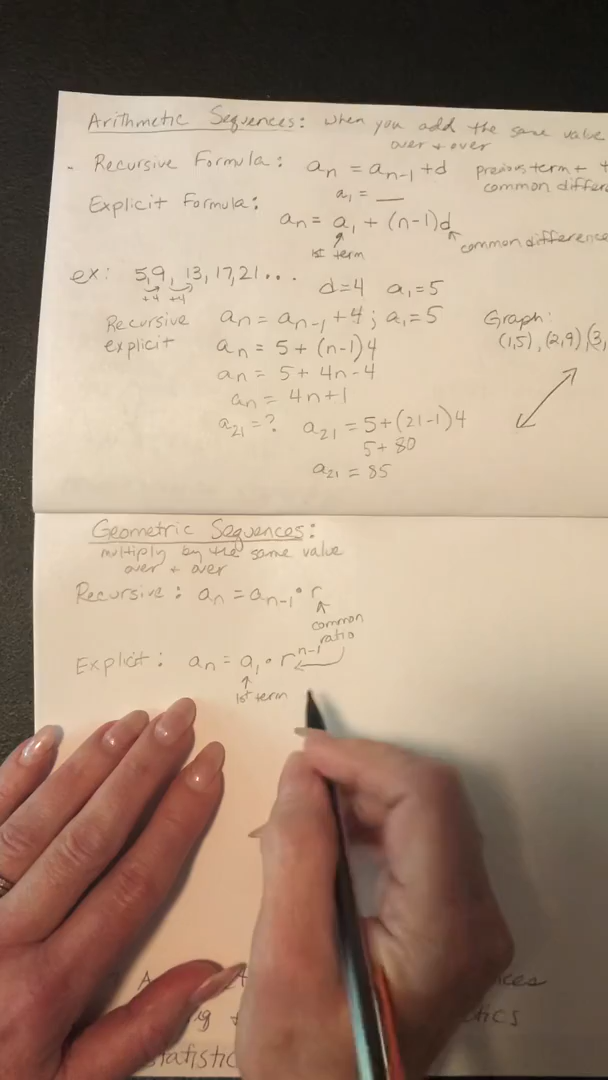 Arithmetic Sequences: when you add the same value
over + over
- Recursive Formula: aₙ = aₙ₋₁ + d previous term +
a₁ = __ common differ
Explicit Formula: aₙ = a₁ + (n-1)d
1st term common difference
ex: 5, 9, 13, 17, 21... d=4 a₁=5
+4 +4
Recursive aₙ = aₙ₋₁ + 4; a₁=5 Graph:
explicit aₙ = 5 + (n-1)4 (1,5), (2,9) (3,
aₙ = 5 + 4n - 4
aₙ = 4n+1
a₂₁ = ? a₂₁ = 5+(21-1)4
5 + 80
a₂₁ = 85
Geometric Sequences:
multiply by the same value
over + over
Recursive: aₙ = aₙ₋₁ • r
common
ratio
Explicit: aₙ = a₁ • rⁿ⁻¹
1st term